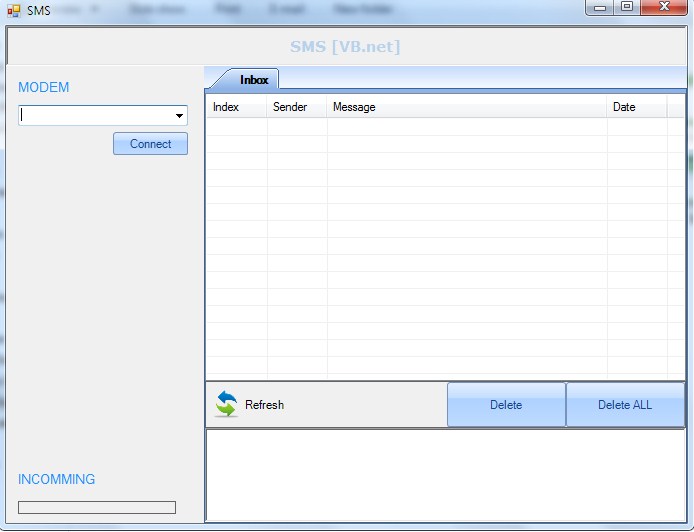 SMS
SMS [VB.net]
MODEM
Connect
Inbox
Index Sender Message Date
Refresh
Delete
Delete ALL
INCOMMING